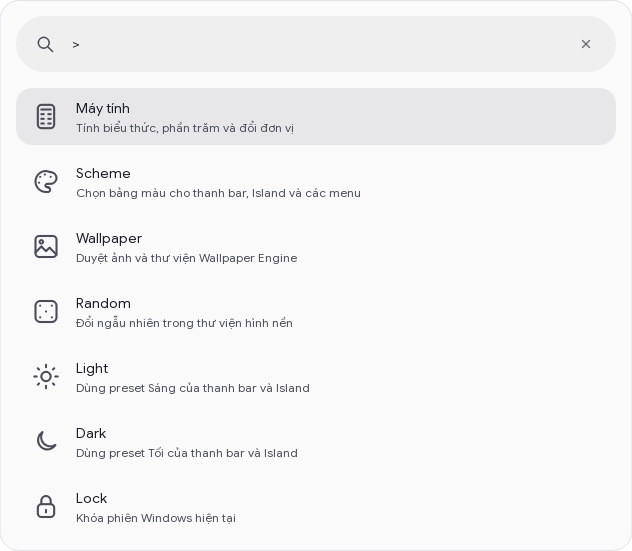 >
Máy tính
Tính biểu thức, phần trăm và đổi đơn vị
Scheme
Chọn bảng màu cho thanh bar, Island và các menu
Wallpaper
Duyệt ảnh và thư viện Wallpaper Engine
Random
Đổi ngẫu nhiên trong thư viện hình nền
Light
Dùng preset Sáng của thanh bar và Island
Dark
Dùng preset Tối của thanh bar và Island
Lock
Khóa phiên Windows hiện tại